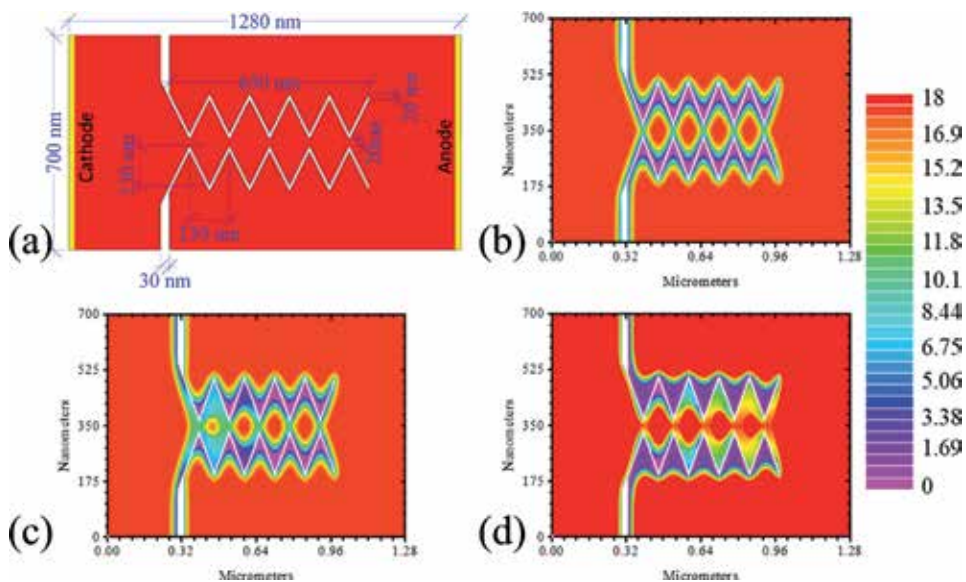 1280 nm
700 nm
Cathode
650 nm
20 nm
20nm
130 nm
130 nm
Anode
30 nm
(a)
700
525
350
175
0
Nanometers
0.00 0.32 0.64 0.96 1.28
Micrometers
(b)
18
16.9
15.2
13.5
11.8
10.1
8.44
6.75
5.06
3.38
1.69
0
700
525
350
175
0
Nanometers
0.00 0.32 0.64 0.96 1.28
Micrometers
(c)
700
525
350
175
0
Nanometers
0.00 0.32 0.64 0.96 1.28
Micrometers
(d)